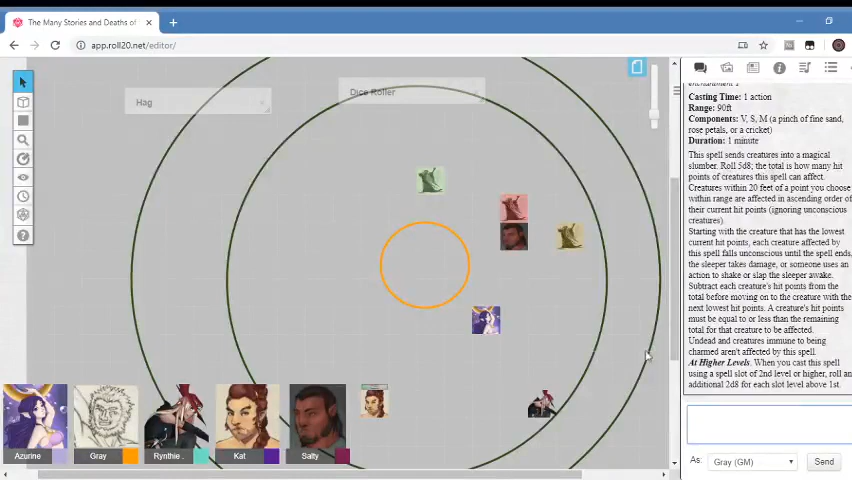 The Many Stories and Deaths of
app.roll20.net/editor/
Hag
Dice Roller
Casting Time: 1 action
Range: 90ft
Components: V, S, M (a pinch of fine sand,
rose petals, or a cricket)
Duration: 1 minute
This spell sends creatures into a magical
slumber. Roll 5d8; the total is how many hit
points of creatures this spell can affect.
Creatures within 20 feet of a point you choose
within range are affected in ascending order of
their current hit points (ignoring unconscious
creatures).
Starting with the creature that has the lowest
current hit points, each creature affected by
this spell falls unconscious until the spell ends,
the sleeper takes damage, or someone uses an
action to shake or slap the sleeper awake.
Subtract each creature's hit points from the
total before moving on to the creature with the
next lowest hit points. A creature's hit points
must be equal to or less than the remaining
total for that creature to be affected.
Undead and creatures immune to being
charmed aren't affected by this spell.
At Higher Levels. When you cast this spell
using a spell slot of 2nd level or higher, roll an
additional 2d8 for each slot level above 1st.
Azurine
Gray
Rynthie .
Kat
Salty
As:
Gray (GM)
Send